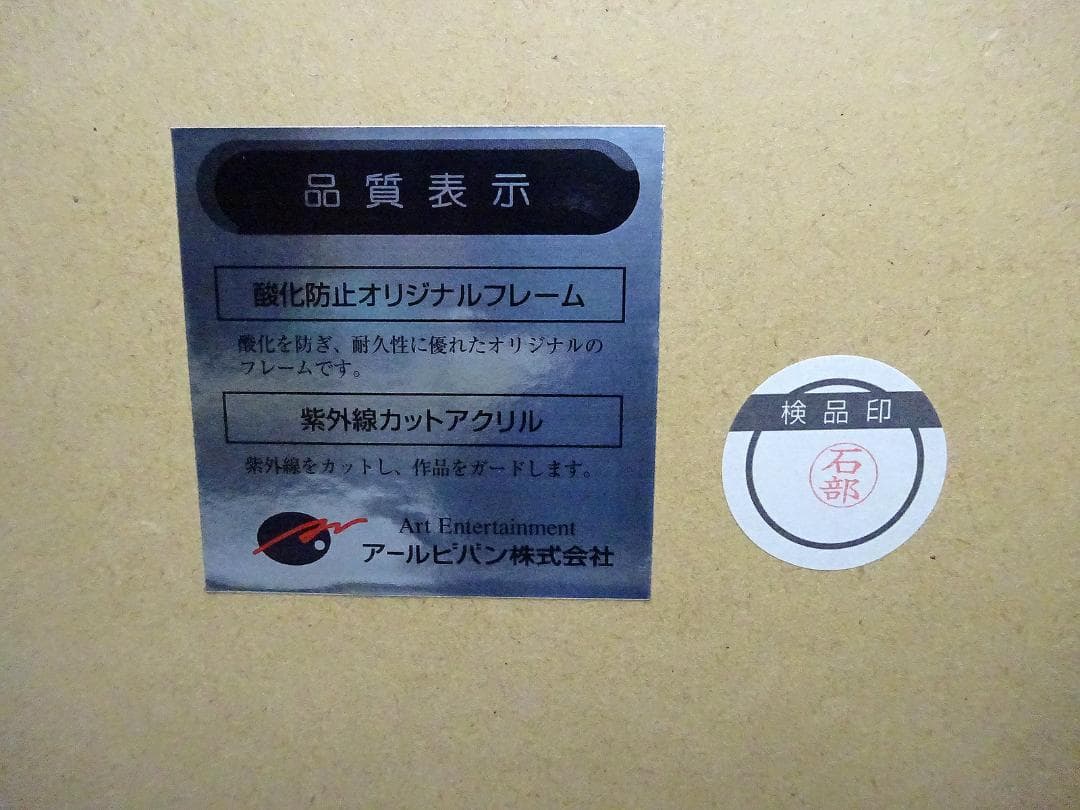 品質表示
酸化防止オリジナルフレーム
酸化を防ぎ、耐久性に優れたオリジナルの
フレームです。
紫外線カットアクリル
紫外線をカットし、作品をガードします。
Art Entertainment
アールビバン株式会社
検品印
石部